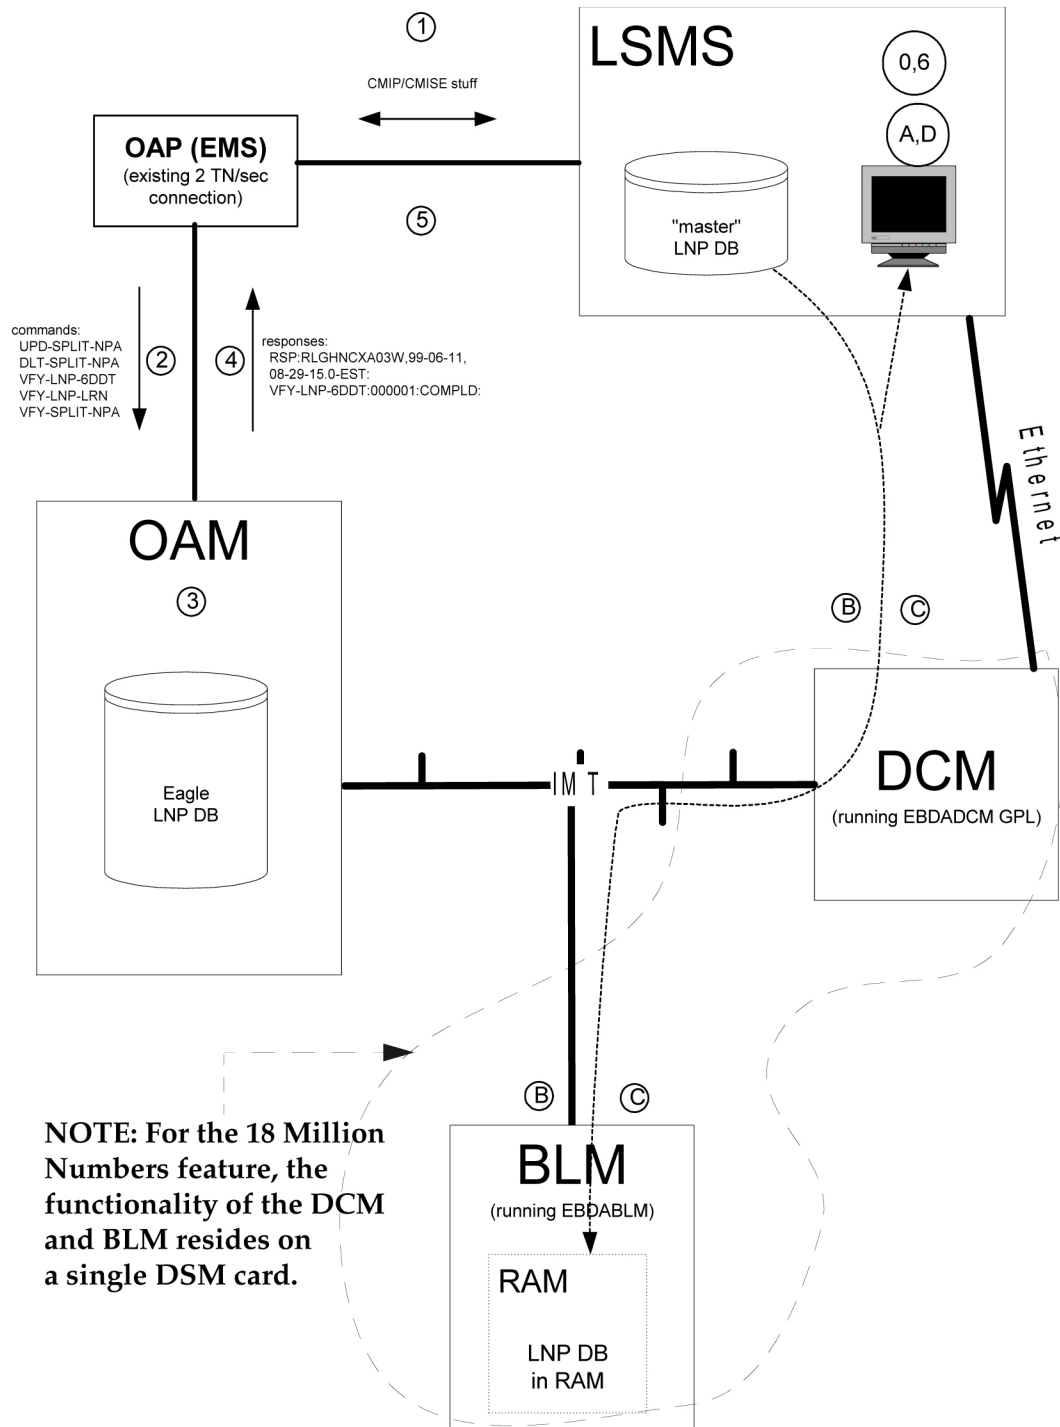 1
LSMS
0,6
A,D
CMIP/CMISE stuff
OAP (EMS)
(existing 2 TN/sec
connection)
5
"master"
LNP DB
commands:
UPD-SPLIT-NPA
DLT-SPLIT-NPA
VFY-LNP-6DDT
VFY-LNP-LRN
VFY-SPLIT-NPA
2
4
responses:
RSP:RLGHNCXA03W,99-06-11,
08-29-15.0-EST:
VFY-LNP-6DDT:000001:COMPLD:
Ethernet
OAM
3
Eagle
LNP DB
B
C
IMT
DCM
(running EBDADCM GPL)
B
C
NOTE: For the 18 Million
Numbers feature, the
functionality of the DCM
and BLM resides on
a single DSM card.
BLM
(running EBDABLM)
RAM
LNP DB
in RAM